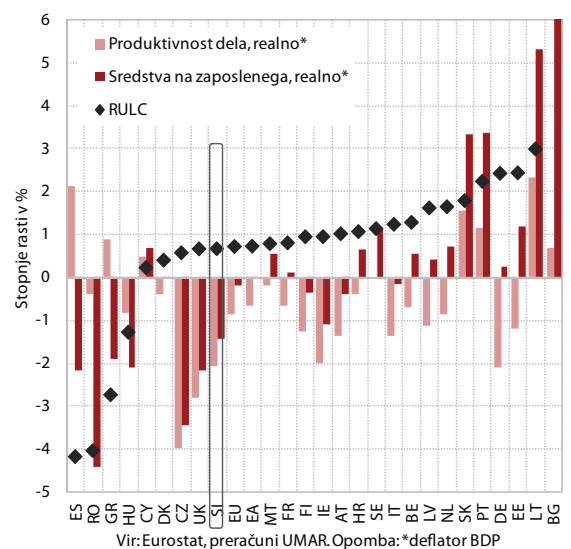 6
5
4
3
2
1
0
-1
-2
-3
-4
-5
Stopnje rasti v %
Produktivnost dela, realno*
Sredstva na zaposlenega, realno*
RULC
ES
RO
GR
HU
CY
DK
CZ
UK
SI
EU
EA
MT
FR
FI
IE
AT
HR
SE
IT
BE
LV
NL
SK
PT
DE
EE
LT
BG
Vir: Eurostat, preračuni UMAR. Opomba: *deflator BDP